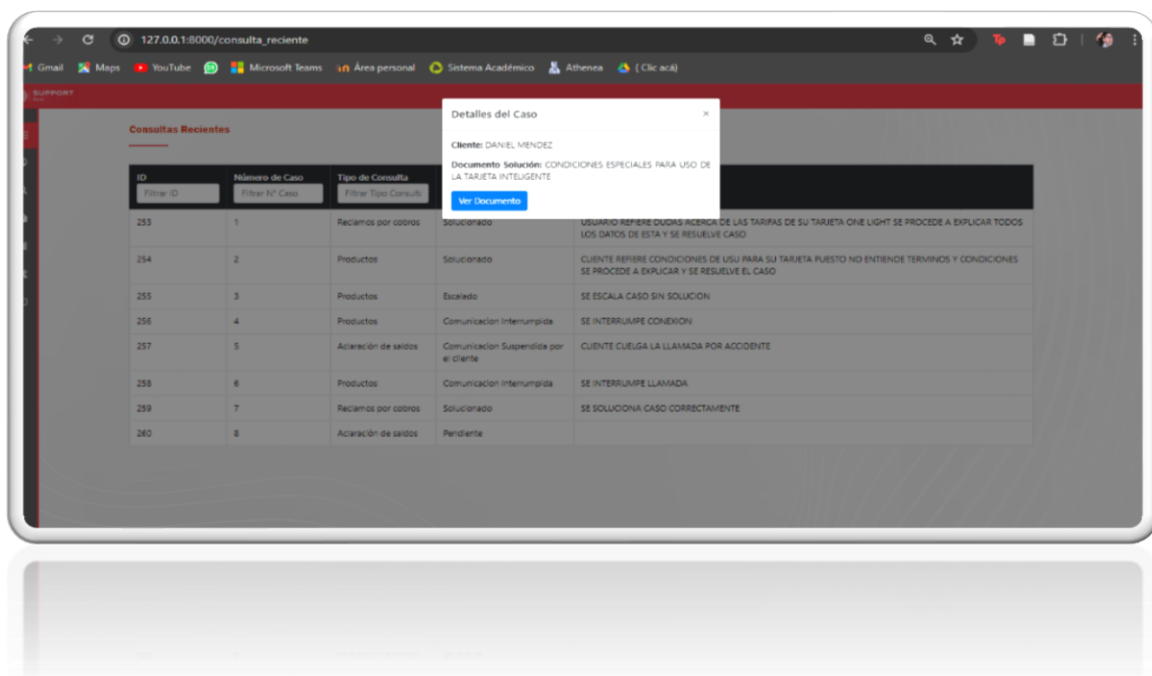 127.0.0.1:8000/consulta_reciente
Gmail Maps YouTube Microsoft Teams Área personal Sistema Académico Athenea ( Clic acá)
SUPPORT
Consultas Recientes
Detalles del Caso ×
Cliente: DANIEL MENDEZ
Documento Solución: CONDICIONES ESPECIALES PARA USO DE
LA TARJETA INTELIGENTE
Ver Documento
ID Número de Caso Tipo de Consulta
Filtrar ID Filtrar N° Caso Filtrar Tipo Consult
253 1 Reclamos por cobros Solucionado USUARIO REFIERE DUDAS ACERCA DE LAS TARIFAS DE SU TARJETA ONE LIGHT SE PROCEDE A EXPLICAR TODOS
LOS DATOS DE ESTA Y SE RESUELVE CASO
254 2 Productos Solucionado CLIENTE REFIERE CONDICIONES DE USU PARA SU TARJETA PUESTO NO ENTIENDE TERMINOS Y CONDICIONES
SE PROCEDE A EXPLICAR Y SE RESUELVE EL CASO
255 3 Productos Escalado SE ESCALA CASO SIN SOLUCION
256 4 Productos Comunicacion Interrumpida SE INTERRUMPE CONEXION
257 5 Aclaración de saldos Comunicacion Suspendida por CLIENTE CUELGA LA LLAMADA POR ACCIDENTE
el cliente
258 6 Productos Comunicacion Interrumpida SE INTERRUMPE LLAMADA
259 7 Reclamos por cobros Solucionado SE SOLUCIONA CASO CORRECTAMENTE
260 8 Aclaración de saldos Pendiente